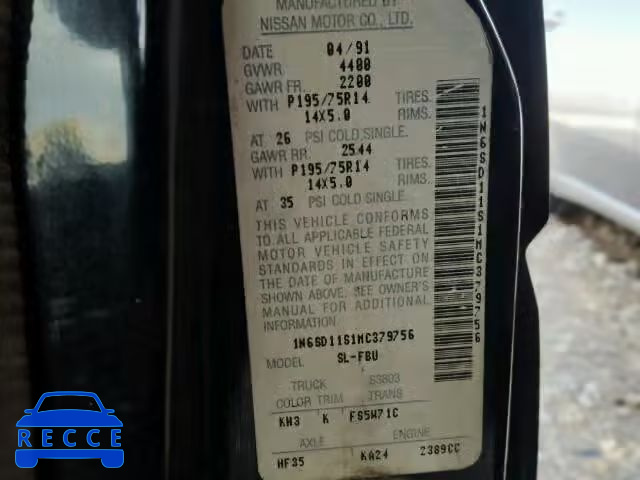 MANUFACTURED BY
NISSAN MOTOR CO., LTD.
DATE 04/91
GVWR 4400
GAWR FR. 2200
WITH P195/75R14 TIRES.
14X5.0 RIMS.
AT 26 PSI COLD,SINGLE.
GAWR RR. 2544
WITH P195/75R14 TIRES.
14X5.0 RIMS.
AT 35 PSI COLD SINGLE.
THIS VEHICLE CONFORMS
TO ALL APPLICABLE FEDERAL
MOTOR VEHICLE SAFETY
STANDARDS IN EFFECT ON
THE DATE OF MANUFACTURE
SHOWN ABOVE. SEE OWNER'S
MANUAL FOR ADDITIONAL
INFORMATION.
1N6SD11S1MC379756
MODEL SL-FBU
TRUCK S3803
COLOR TRIM TRANS
KH3 K FS5W71C
AXLE ENGINE
HF35 KA24 2389CC
1N6SD11S1MC379756
RECCE